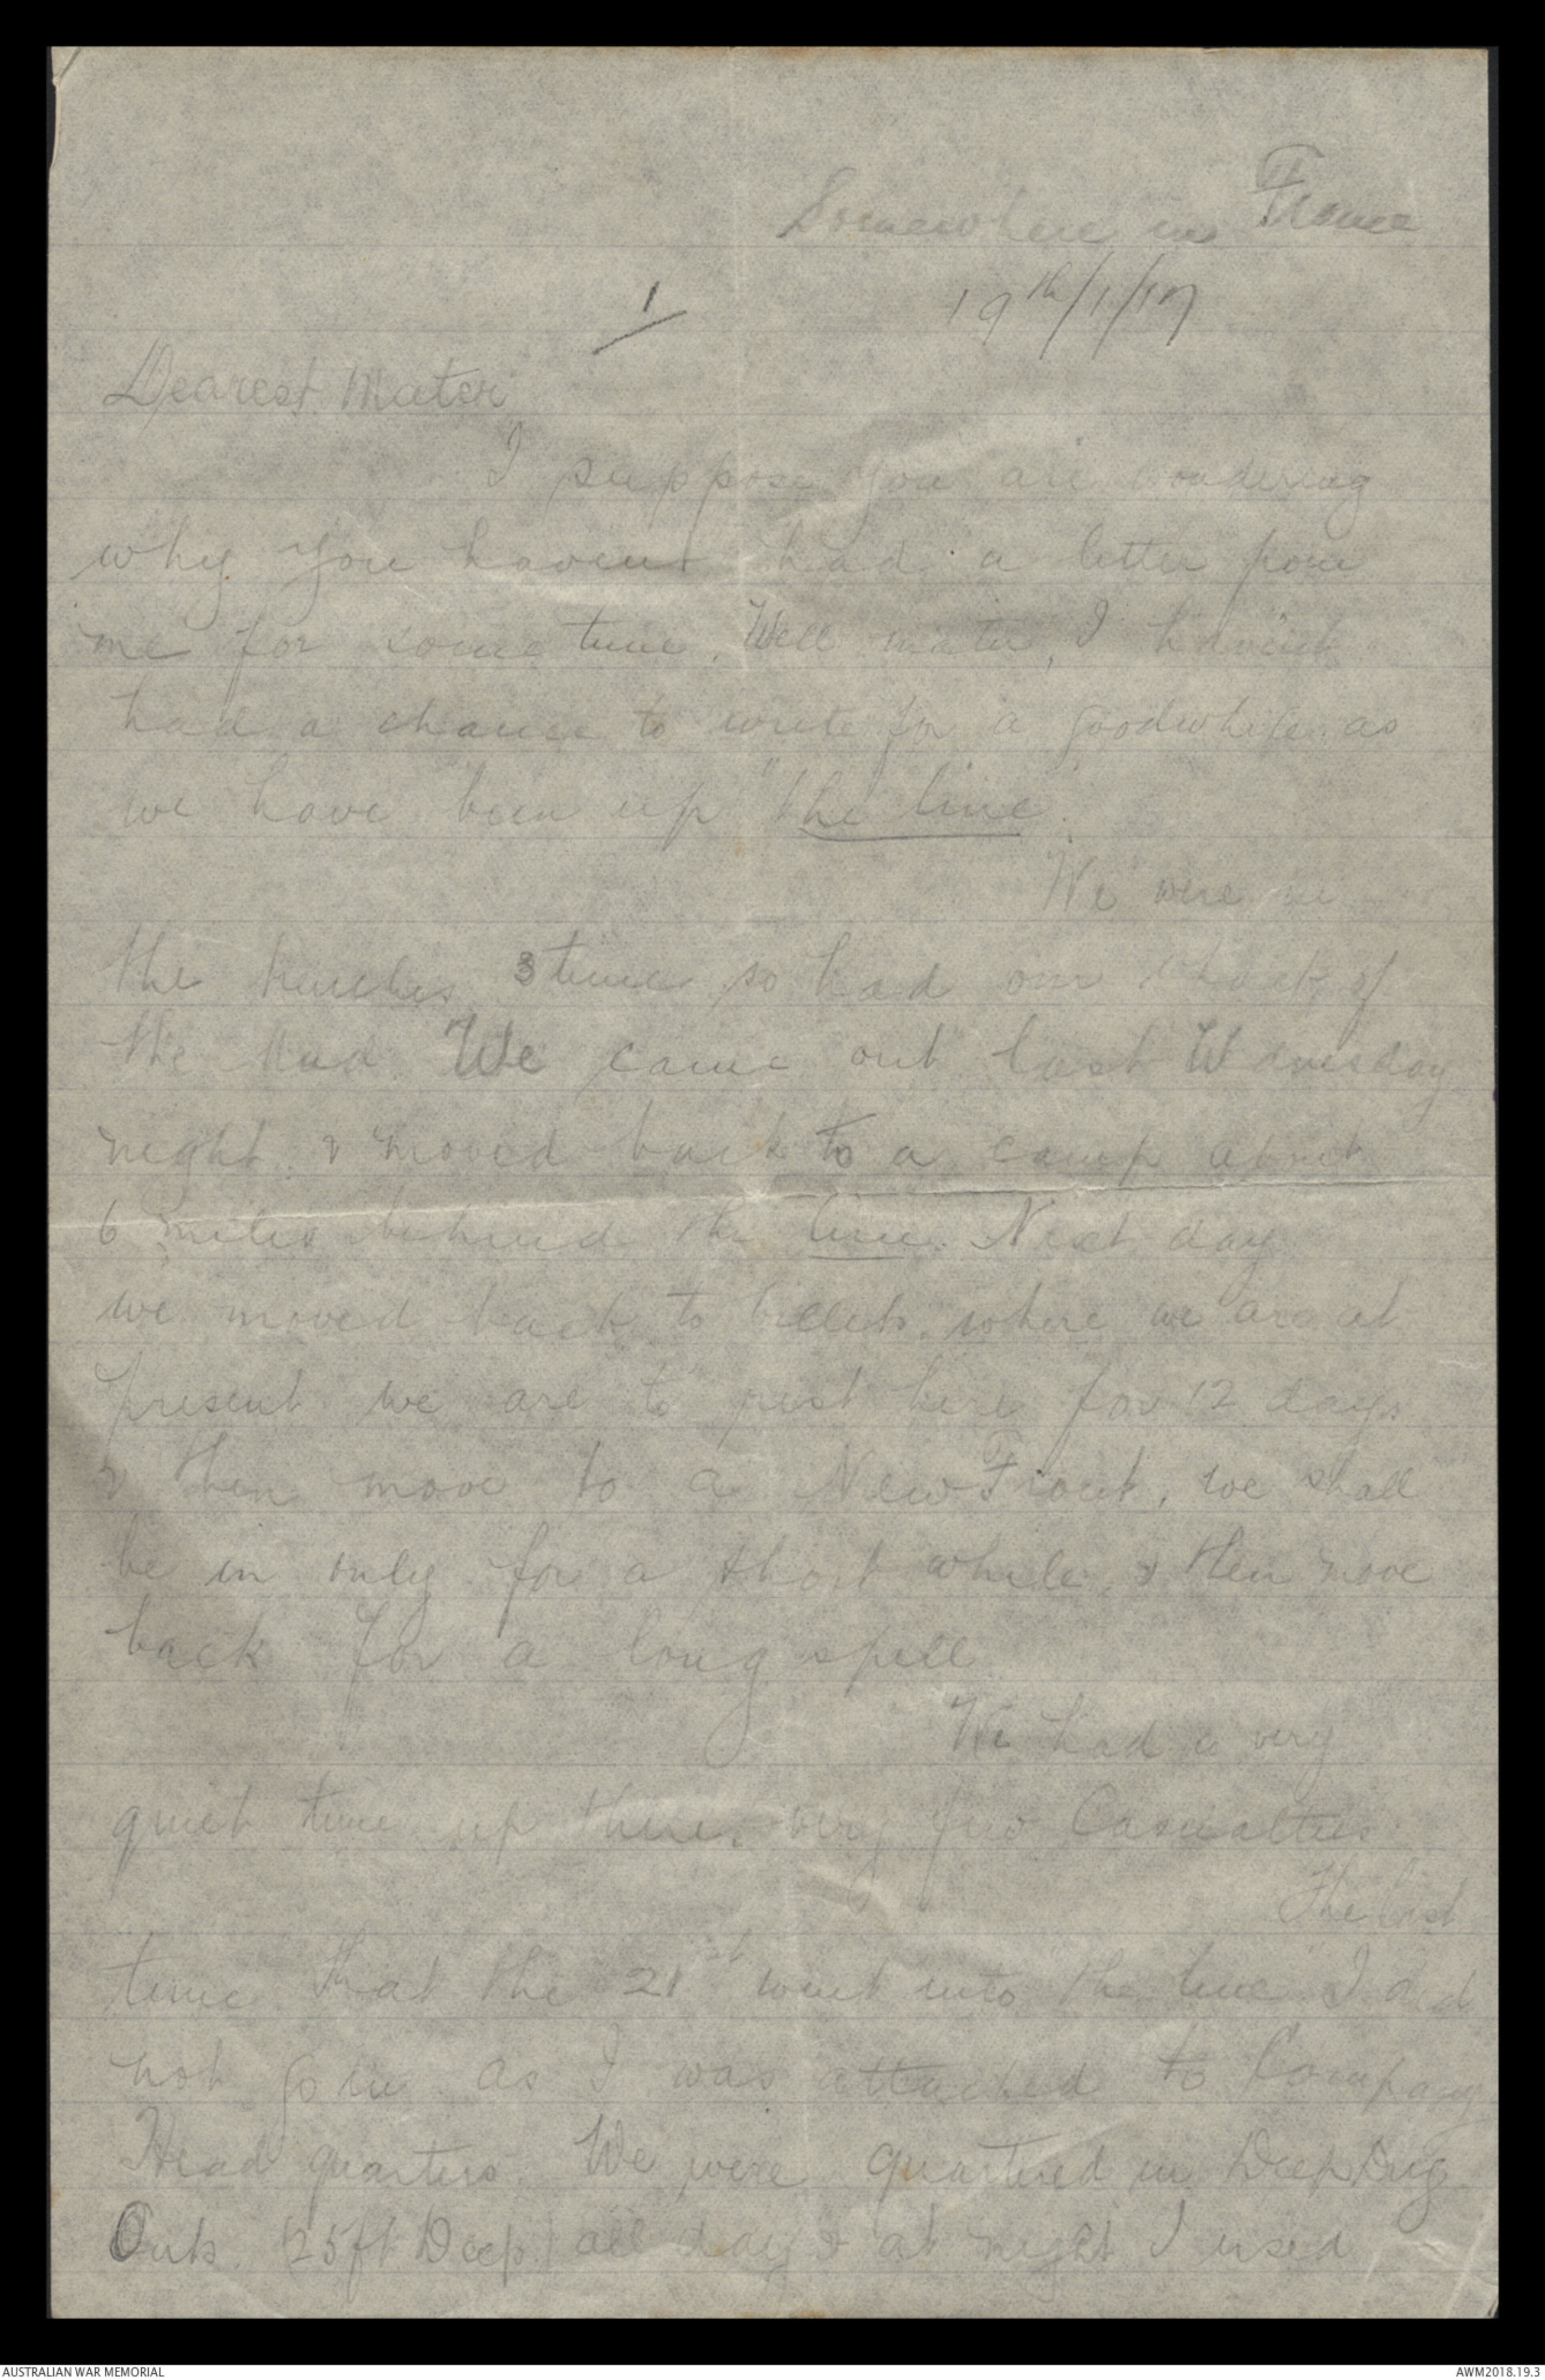 Somewhere in France
1
19th/1/17
Dearest Mater
I suppose you are wondering
why you havent had a letter from
me for some time. Well mater, I havent
had a chance to write for a goodwhile as
we have been up "the line".
We were in
the trenches 3 times so had our of
the Mud. We came out last Wednesday
night & moved back to a camp about
6 miles behind the line. Next day
we moved back to billets, where we are at
present. we are to rest here for 12 days
& then move to a New Front, we shall
be in only for a short while, & then move
back for a long spell
We had a very
quiet time up there. very few Casualties
The last
time that the 21st went into "the line" I did
not go in as I was attached to Company
Head quarters. We were quartered in Deep Dug
Outs. (25ft Deep) all day & at night I used
AUSTRALIAN WAR MEMORIAL
AWM2018.19.3